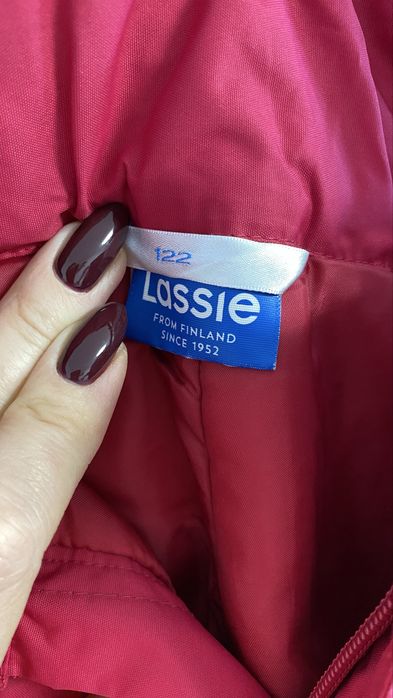 122
Lassie
FROM FINLAND
SINCE 1952